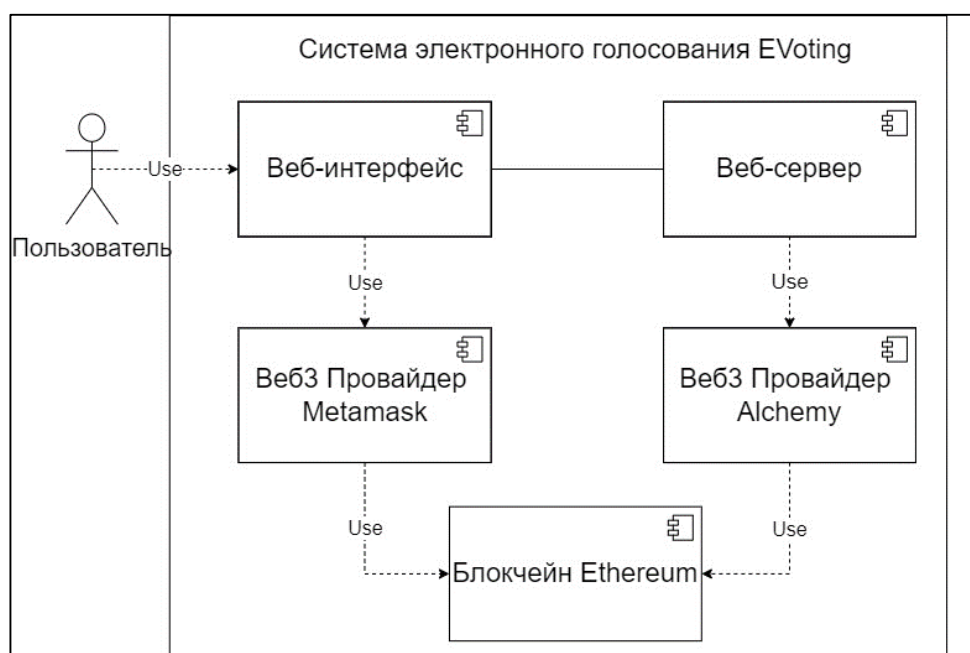 Система электронного голосования EVoting
Веб-интерфейс
Веб-сервер
Use
Пользователь
Use
Use
Веб3 Провайдер
Metamask
Веб3 Провайдер
Alchemy
Use
Use
Блокчейн Ethereum